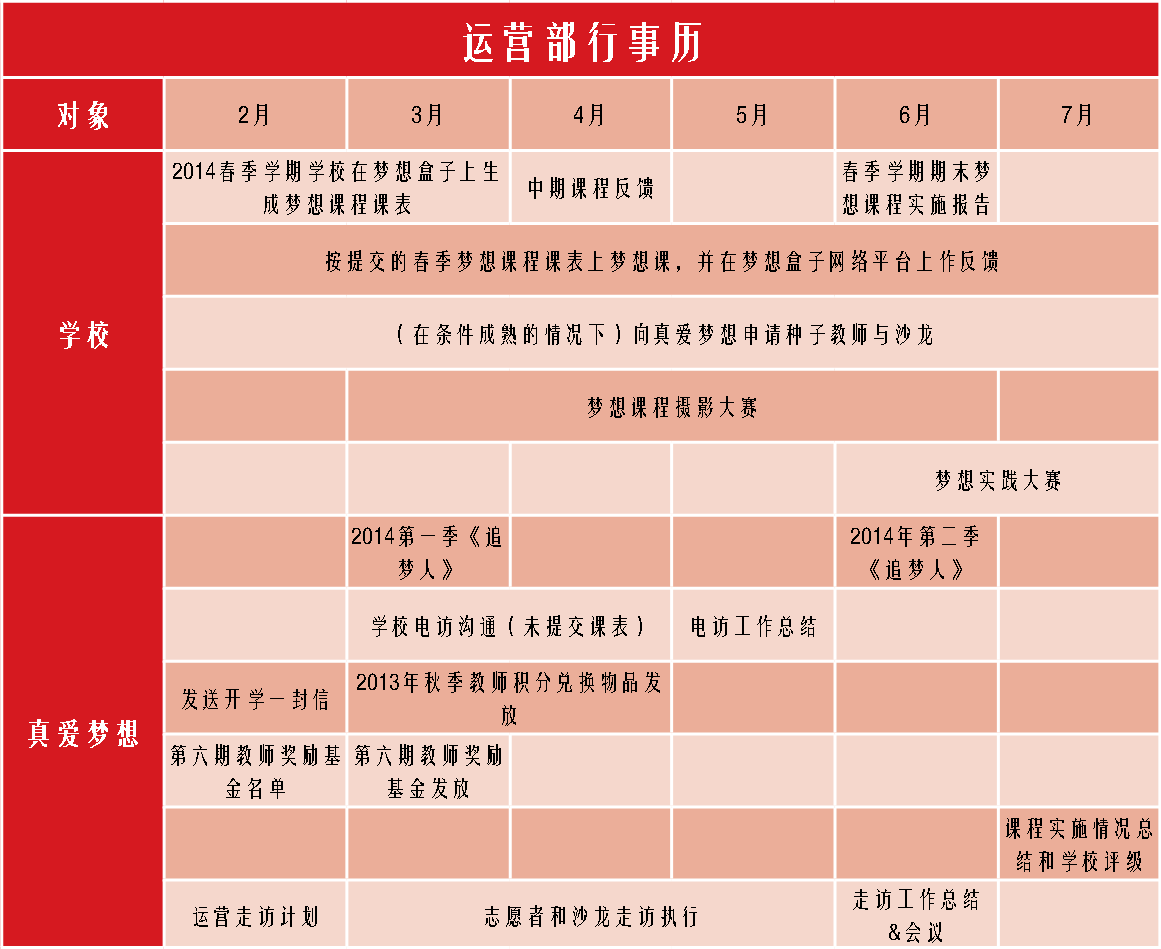 运营部行事历
对象
2月
3月
4月
5月
6月
7月
学校
2014春季学期学校在梦想盒子上生
成梦想课程课表
中期课程反馈
春季学期期末梦
想课程实施报告
按提交的春季梦想课程课表上梦想课，并在梦想盒子网络平台上作反馈
（在条件成熟的情况下）向真爱梦想申请种子教师与沙龙
梦想课程摄影大赛
梦想实践大赛
真爱梦想
2014第一季《追
梦人》
2014年第二季
《追梦人》
学校电访沟通（未提交课表）
电访工作总结
发送开学一封信
2013年秋季教师积分兑换物品发
放
第六期教师奖励基
金名单
第六期教师奖励
基金发放
课程实施情况总
结和学校评级
运营走访计划
志愿者和沙龙走访执行
走访工作总结
&会议